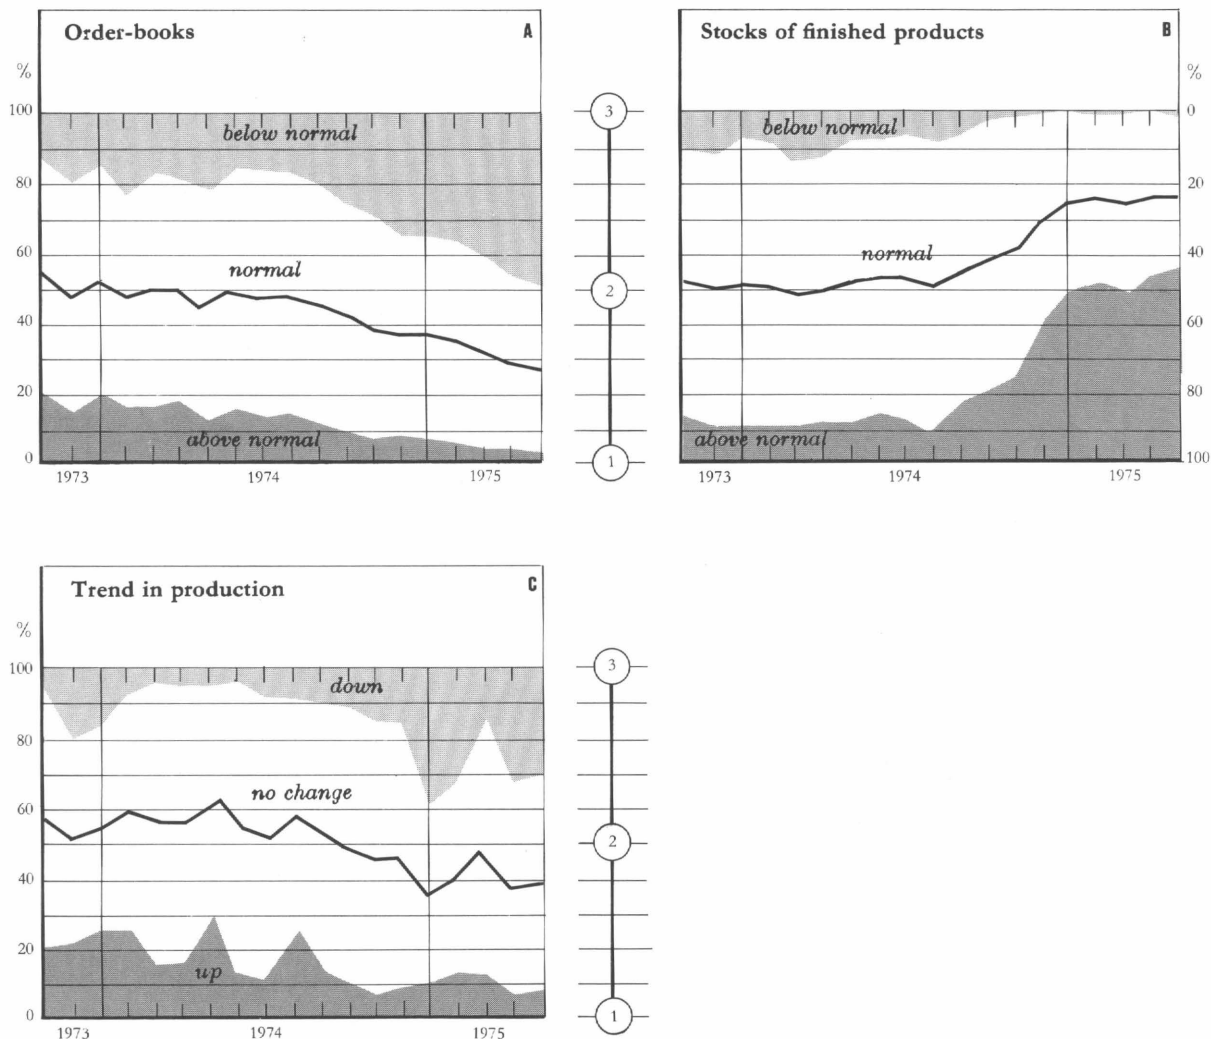 Order-books A
%
100
80
60
40
20
0
below normal
normal
above normal
1973 1974 1975
3
2
1
Stocks of finished products B
%
0
20
40
60
80
100
below normal
normal
above normal
1973 1974 1975
Trend in production C
%
100
80
60
40
20
0
down
no change
up
1973 1974 1975
3
2
1